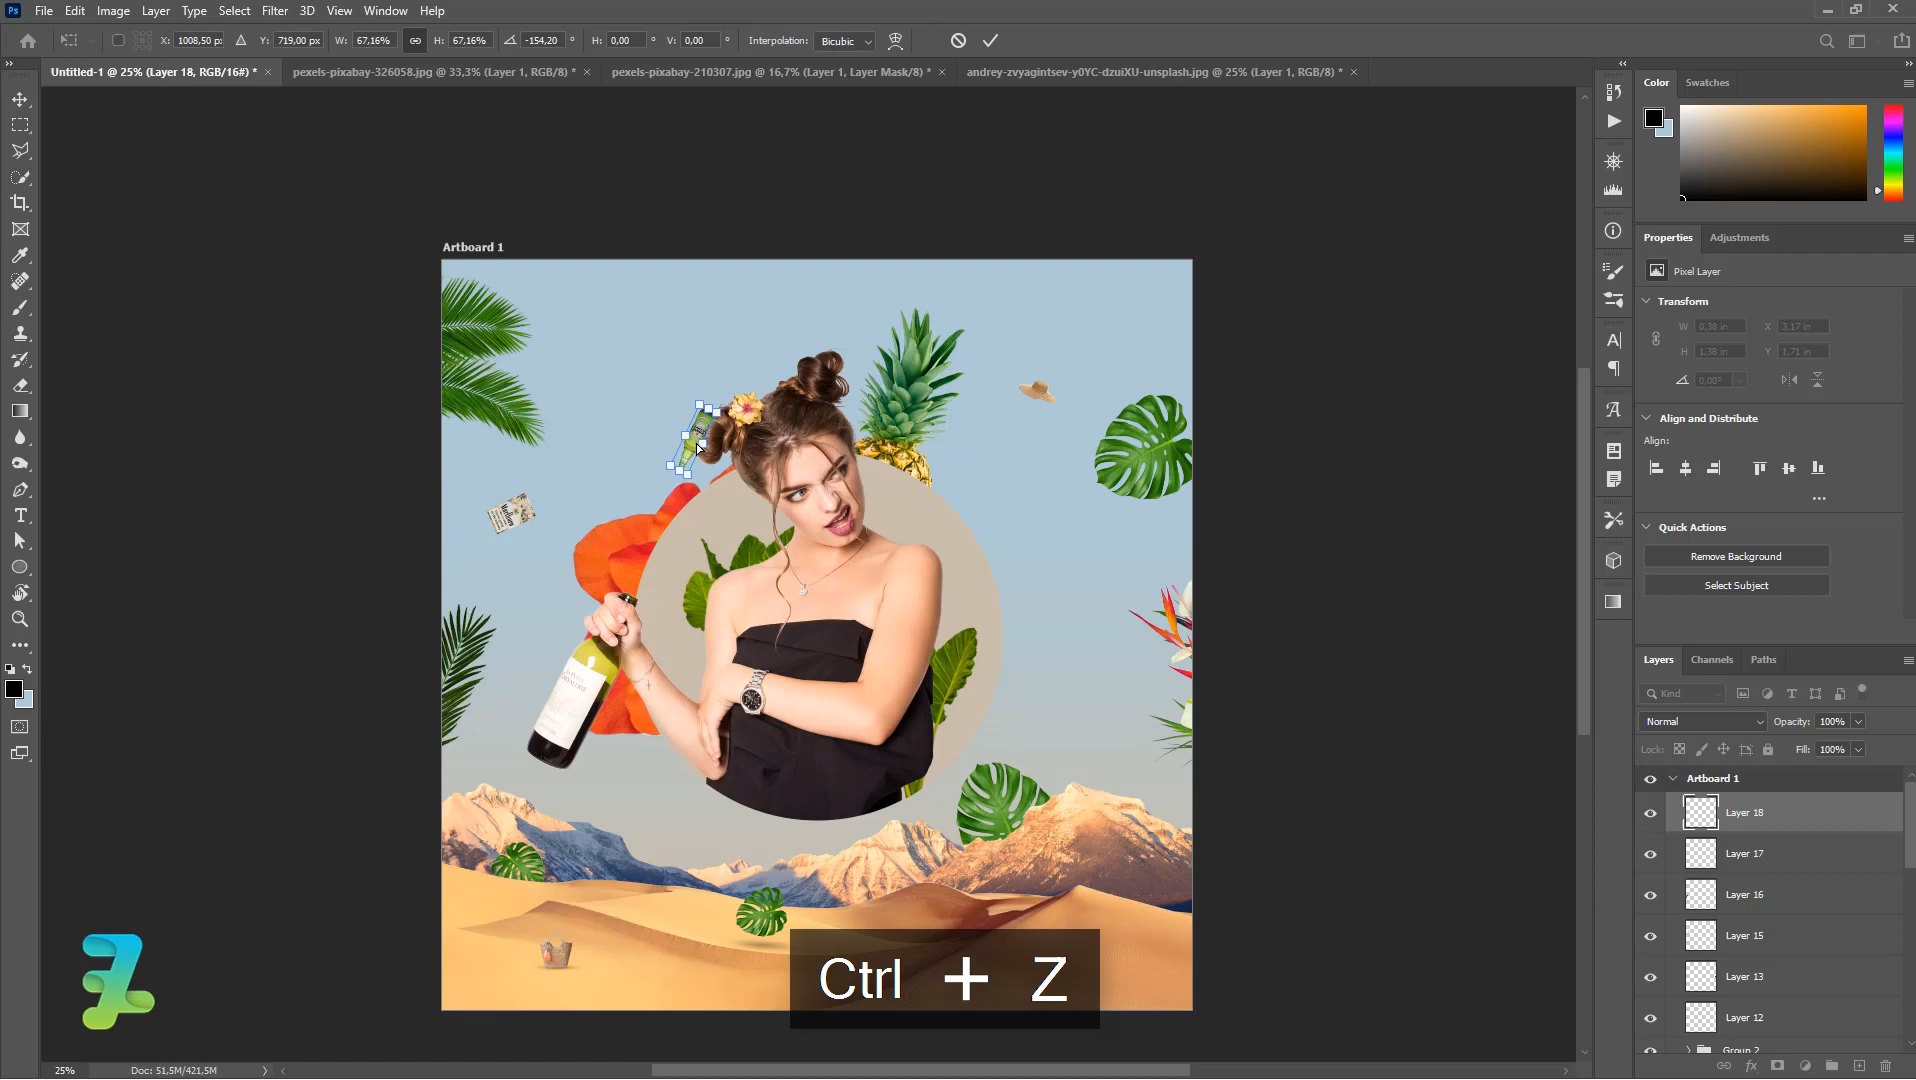 Ps File Edit Image Layer Type Select Filter 3D View Window Help
X: 1008,50 px Y: 719,00 px W: 67,16% H: 67,16% -154,20 ° H: 0,00 ° V: 0,00 ° Interpolation: Bicubic
Untitled-1 @ 25% (Layer 18, RGB/16#) * × pexels-pixabay-326058.jpg @ 33,3% (Layer 1, RGB/8) * × pexels-pixabay-210307.jpg @ 16,7% (Layer 1, Layer Mask/8) * × andrey-zvyagintsev-y0YC-dzuiXU-unsplash.jpg @ 25% (Layer 1, RGB/8) * ×
Color Swatches
Properties Adjustments
Artboard 1
Pixel Layer
Transform
W 0,38 in X 3,17 in
H 1,38 in Y 1,71 in
0,00°
Align and Distribute
Align:
Marlboro
Quick Actions
Remove Background
Select Subject
Layers Channels Paths
Kind
Normal Opacity: 100%
Lock: Fill: 100%
Artboard 1
Layer 18
Layer 17
Layer 16
Layer 15
Layer 13
Layer 12
Group 2
Ctrl + Z
25% Doc: 51,5M/421,5M